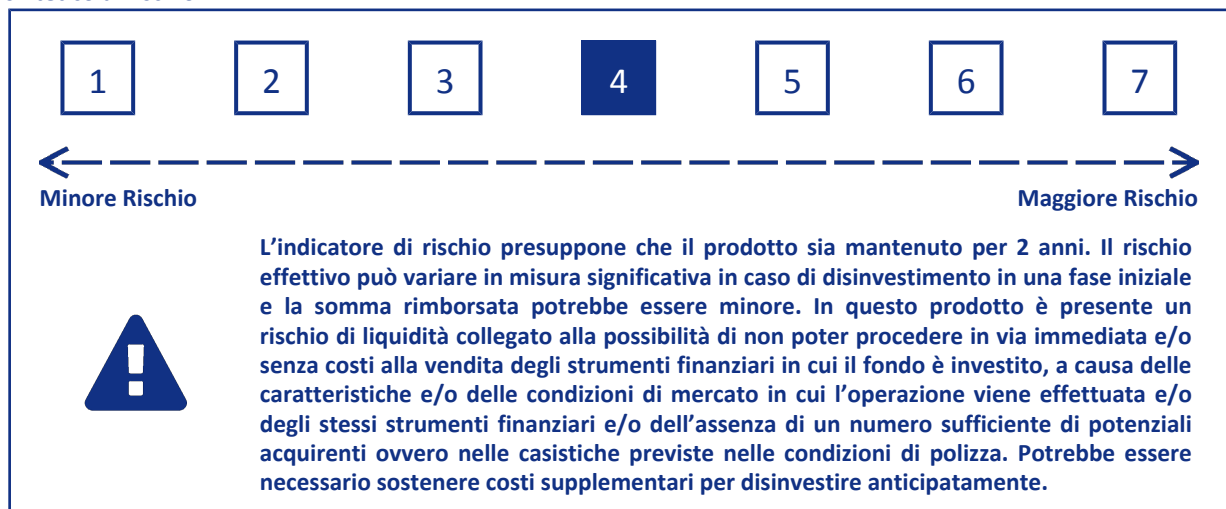 1 2 3 4 5 6 7
Minore Rischio Maggiore Rischio
L’indicatore di rischio presuppone che il prodotto sia mantenuto per 2 anni. Il rischio
effettivo può variare in misura significativa in caso di disinvestimento in una fase iniziale
e la somma rimborsata potrebbe essere minore. In questo prodotto è presente un
rischio di liquidità collegato alla possibilità di non poter procedere in via immediata e/o
senza costi alla vendita degli strumenti finanziari in cui il fondo è investito, a causa delle
caratteristiche e/o delle condizioni di mercato in cui l’operazione viene effettuata e/o
degli stessi strumenti finanziari e/o dell’assenza di un numero sufficiente di potenziali
acquirenti ovvero nelle casistiche previste nelle condizioni di polizza. Potrebbe essere
necessario sostenere costi supplementari per disinvestire anticipatamente.